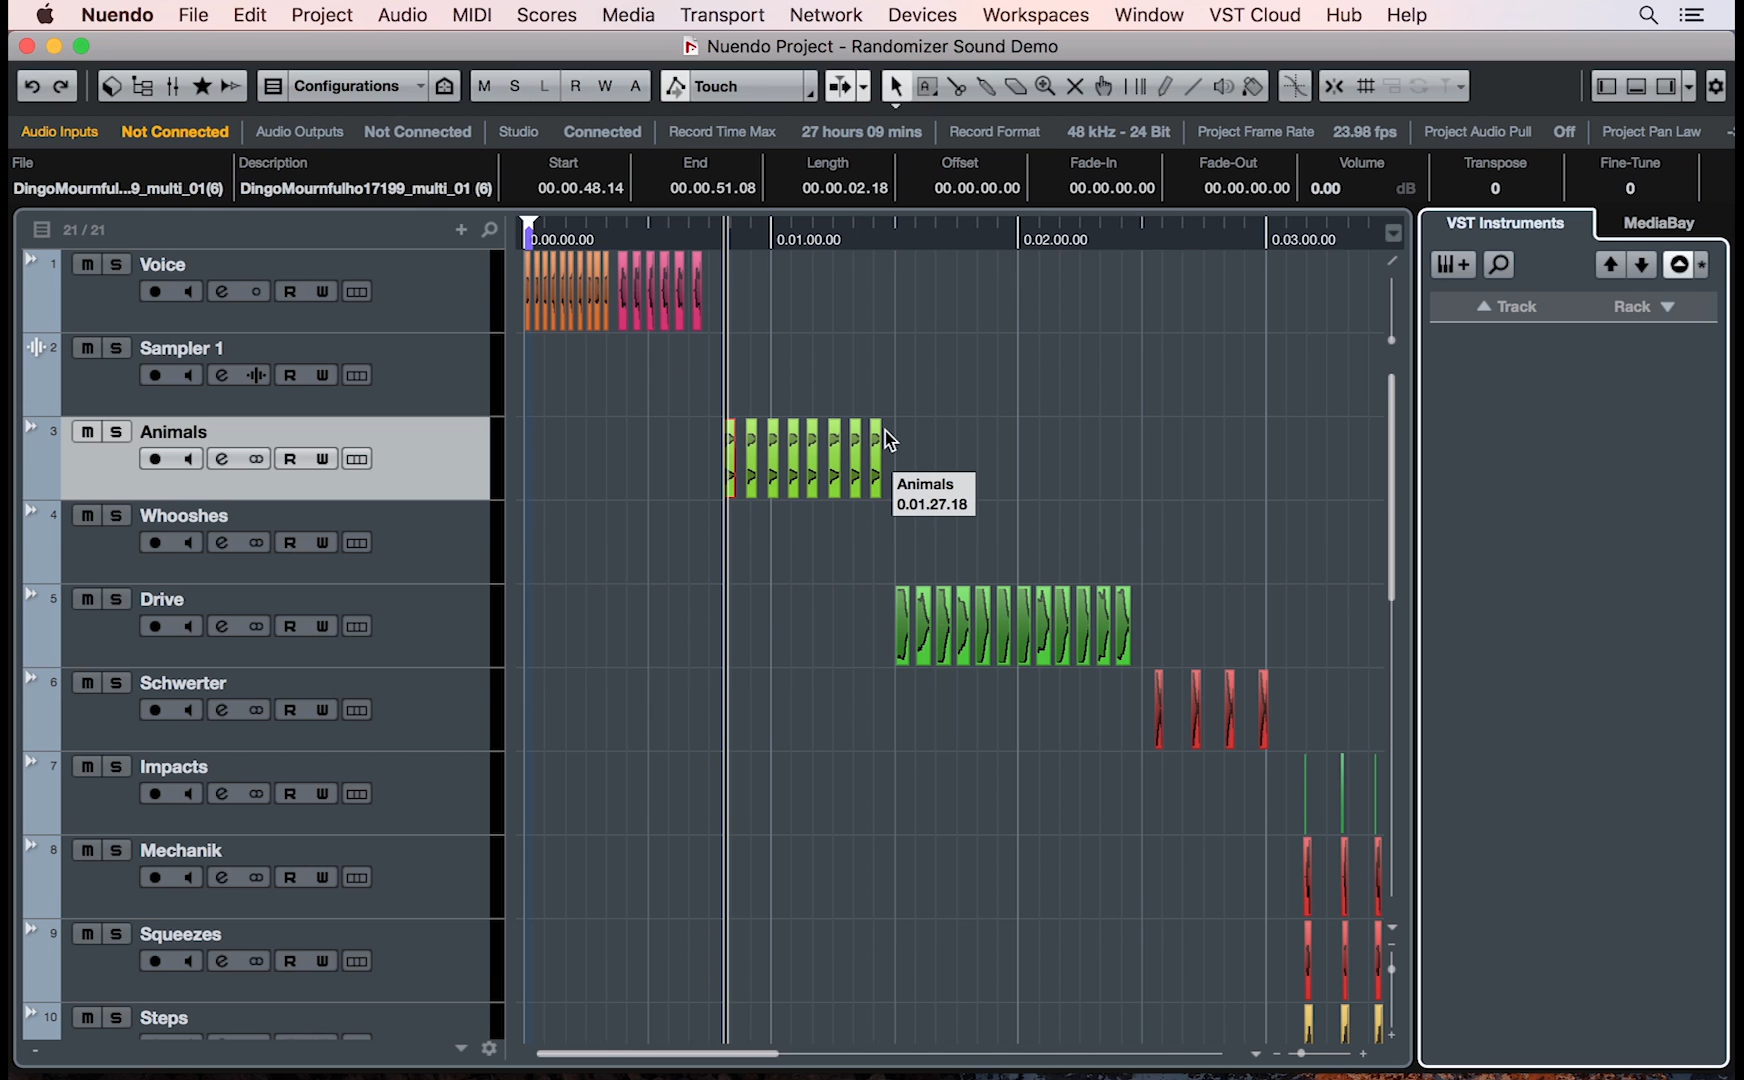 Nuendo File Edit Project Audio MIDI Scores Media Transport Network Devices Workspaces Window VST Cloud Hub Help
Nuendo Project - Randomizer Sound Demo
Configurations M S L R W A Touch
Audio Inputs Not Connected Audio Outputs Not Connected Studio Connected Record Time Max 27 hours 09 mins Record Format 48 kHz - 24 Bit Project Frame Rate 23.98 fps Project Audio Pull Off Project Pan Law
File Description Start End Length Offset Fade-In Fade-Out Volume Transpose Fine-Tune
DingoMournful...9_multi_01(6) DingoMournfulho17199_multi_01 (6) 00.00.48.14 00.00.51.08 00.00.02.18 00.00.00.00 00.00.00.00 00.00.00.00 0.00 dB 0 0
21 / 21
0.00.00.00 0.01.00.00 0.02.00.00 0.03.00.00
VST Instruments MediaBay
Track Rack
1 m S Voice
e R W
2 m S Sampler 1
e R W
3 m S Animals
e R W
Animals
0.01.27.18
4 m S Whooshes
e R W
5 m S Drive
e R W
6 m S Schwerter
e R W
7 m S Impacts
e R W
8 m S Mechanik
e R W
9 m S Squeezes
e R W
10 m S Steps